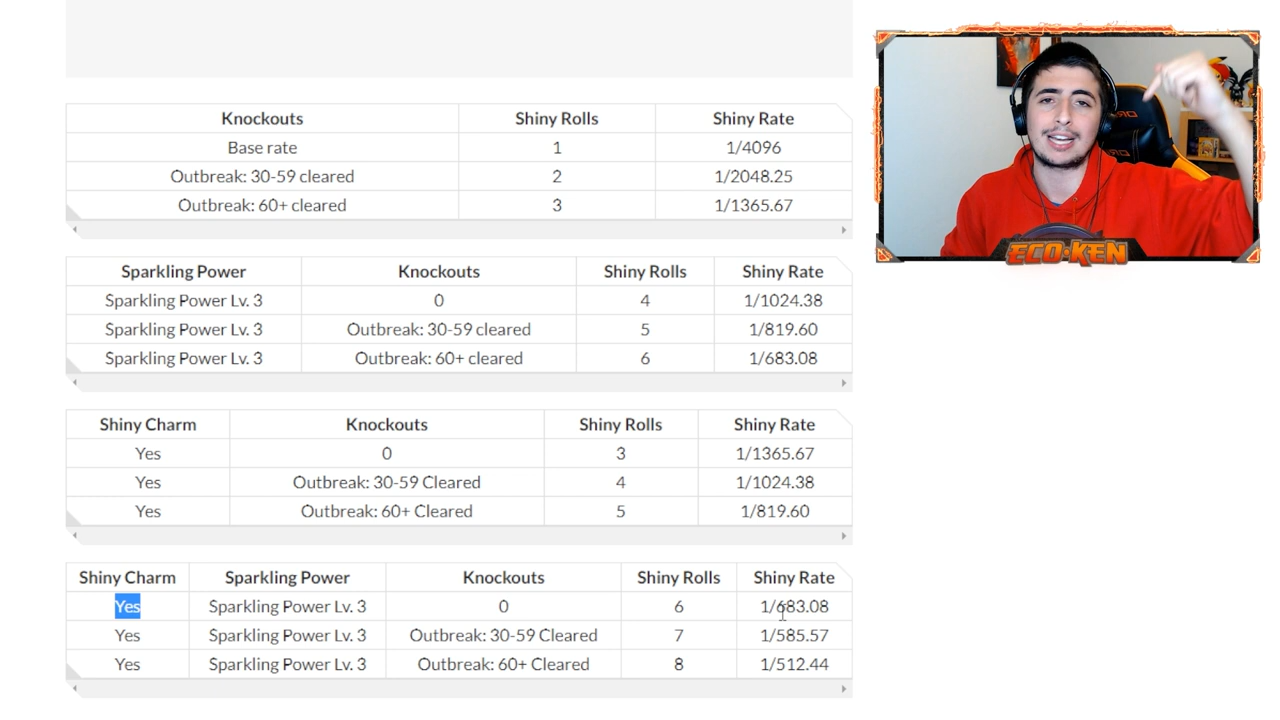 Knockouts Shiny Rolls Shiny Rate
Base rate 1 1/4096
Outbreak: 30-59 cleared 2 1/2048.25
Outbreak: 60+ cleared 3 1/1365.67
Sparkling Power Knockouts Shiny Rolls Shiny Rate
Sparkling Power Lv. 3 0 4 1/1024.38
Sparkling Power Lv. 3 Outbreak: 30-59 cleared 5 1/819.60
Sparkling Power Lv. 3 Outbreak: 60+ cleared 6 1/683.08
Shiny Charm Knockouts Shiny Rolls Shiny Rate
Yes 0 3 1/1365.67
Yes Outbreak: 30-59 Cleared 4 1/1024.38
Yes Outbreak: 60+ Cleared 5 1/819.60
Shiny Charm Sparkling Power Knockouts Shiny Rolls Shiny Rate
Yes Sparkling Power Lv. 3 0 6 1/683.08
Yes Sparkling Power Lv. 3 Outbreak: 30-59 Cleared 7 1/585.57
Yes Sparkling Power Lv. 3 Outbreak: 60+ Cleared 8 1/512.44
ECO·KEN